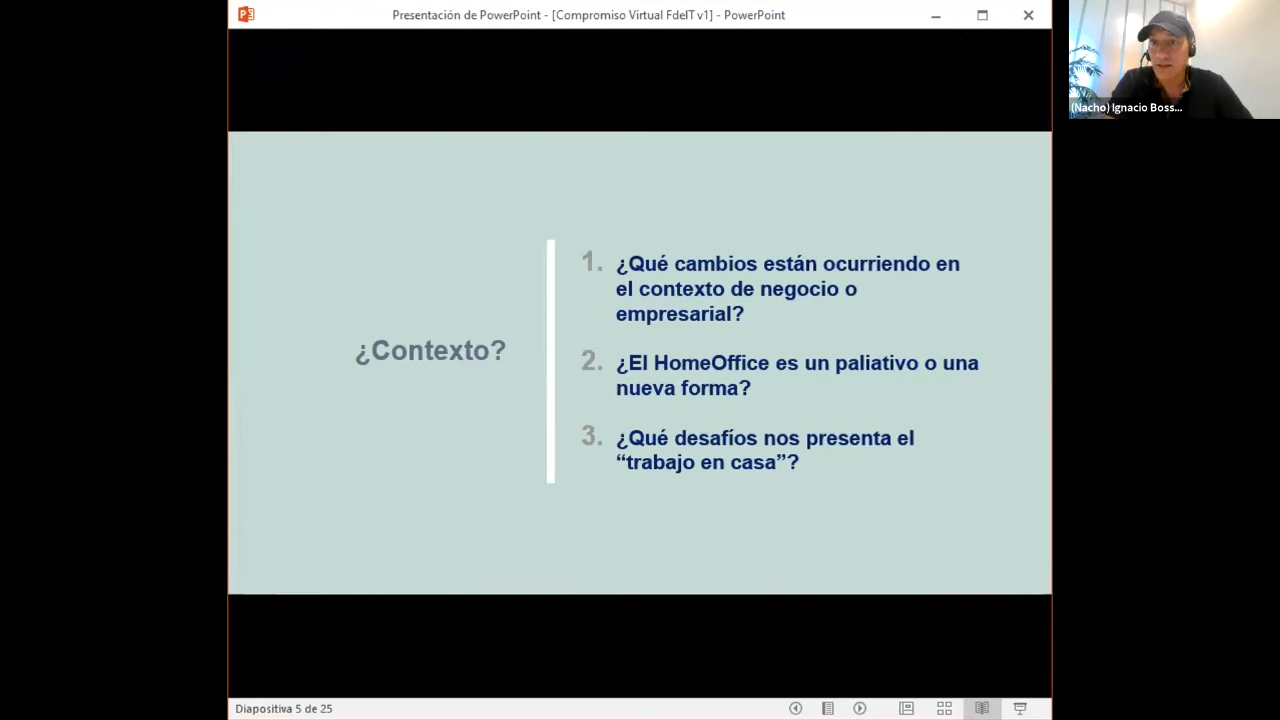 Presentación de PowerPoint - [Compromiso Virtual FdeIT v1] - PowerPoint
(Nacho) Ignacio Boss...
¿Contexto?
1. ¿Qué cambios están ocurriendo en
el contexto de negocio o
empresarial?
2. ¿El HomeOffice es un paliativo o una
nueva forma?
3. ¿Qué desafíos nos presenta el
“trabajo en casa”?
Diapositiva 5 de 25